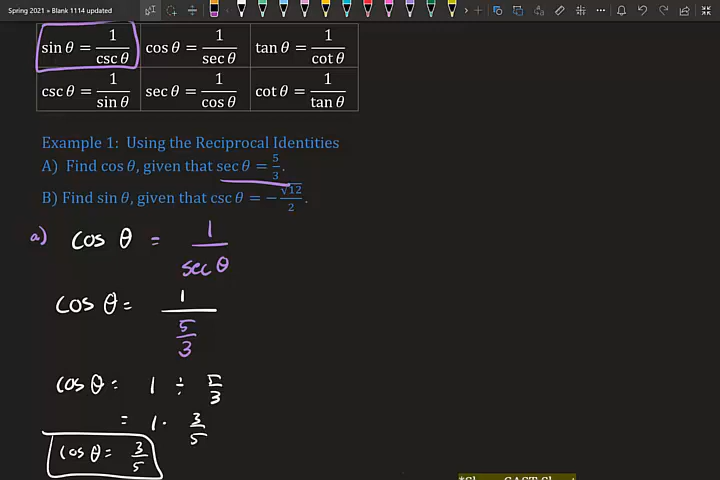 Spring 2021 » Blank 1114 updated
sin θ = 1/csc θ cos θ = 1/sec θ tan θ = 1/cot θ
csc θ = 1/sin θ sec θ = 1/cos θ cot θ = 1/tan θ
Example 1: Using the Reciprocal Identities
A) Find cos θ, given that sec θ = 5/3.
B) Find sin θ, given that csc θ = −√12/2.
a) cos θ = 1/sec θ
cos θ = 1/(5/3)
cos θ = 1 ÷ 5/3
= 1 · 3/5
cos θ = 3/5